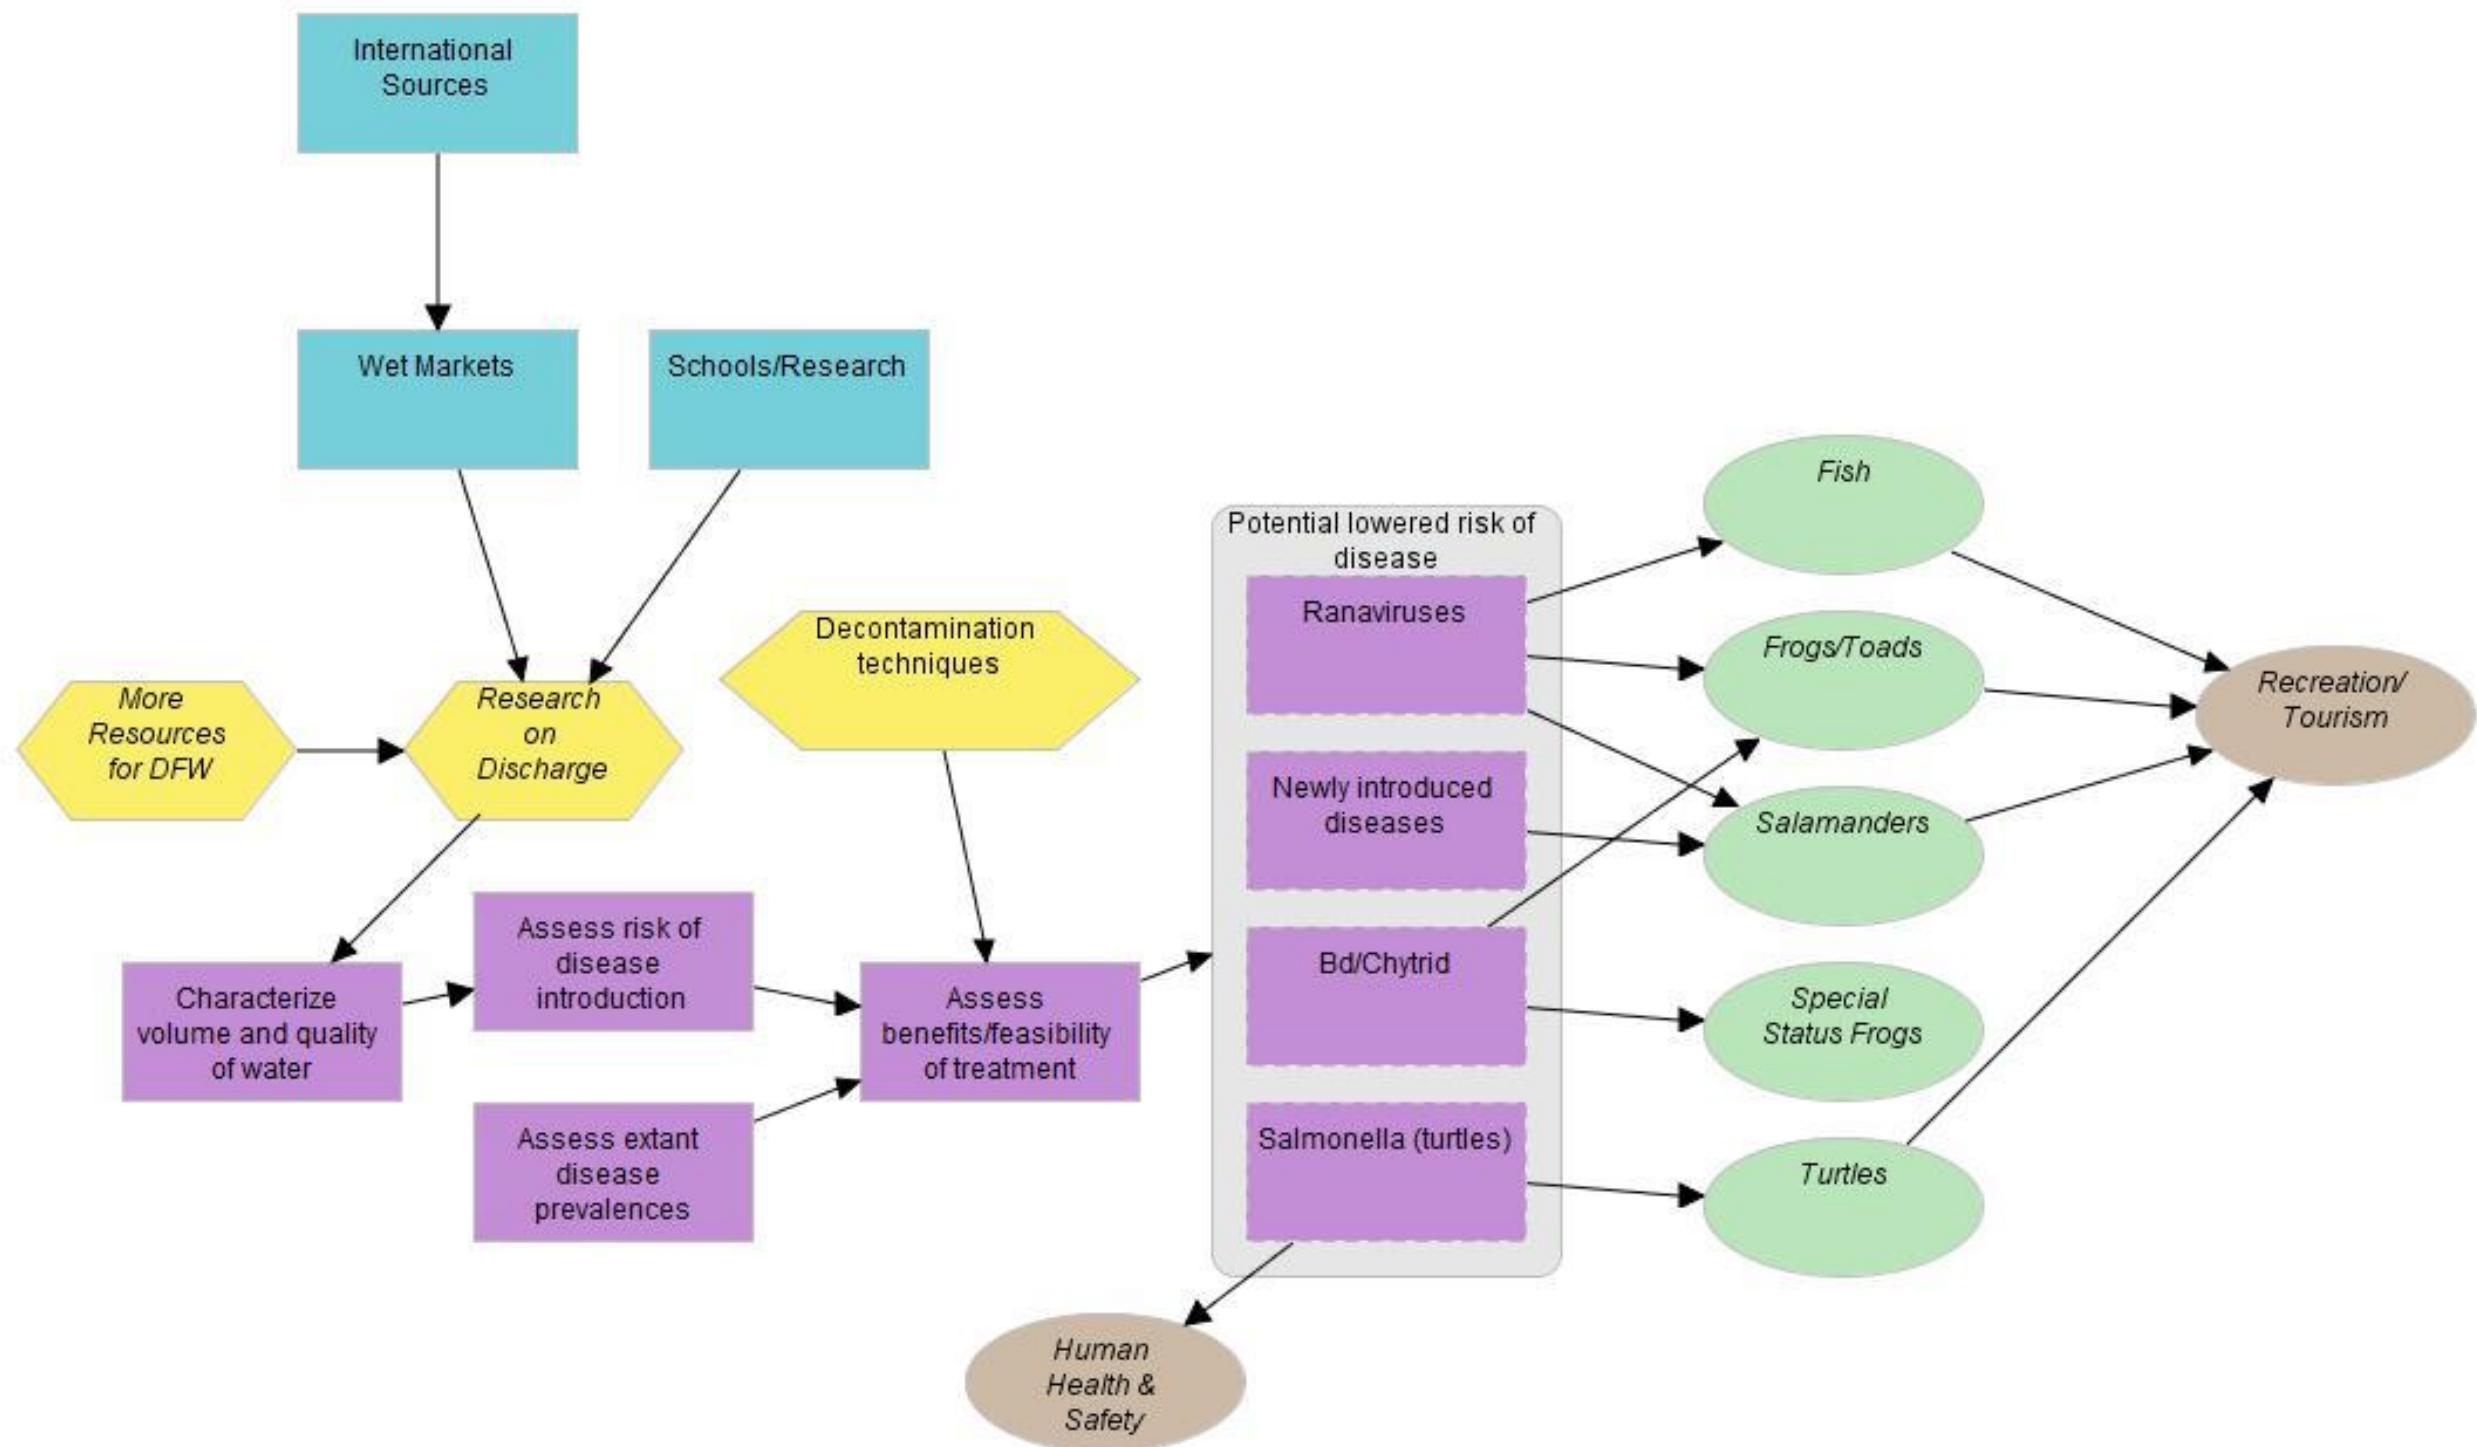 International
Sources
Wet Markets
Schools/Research
More
Resources
for DFW
Research
on
Discharge
Decontamination
techniques
Characterize
volume and quality
of water
Assess risk of
disease
introduction
Assess extant
disease
prevalences
Assess
benefits/feasibility
of treatment
Potential lowered risk of
disease
Ranaviruses
Newly introduced
diseases
Bd/Chytrid
Salmonella (turtles)
Fish
Frogs/Toads
Salamanders
Special
Status Frogs
Turtles
Recreation/
Tourism
Human
Health &
Safety